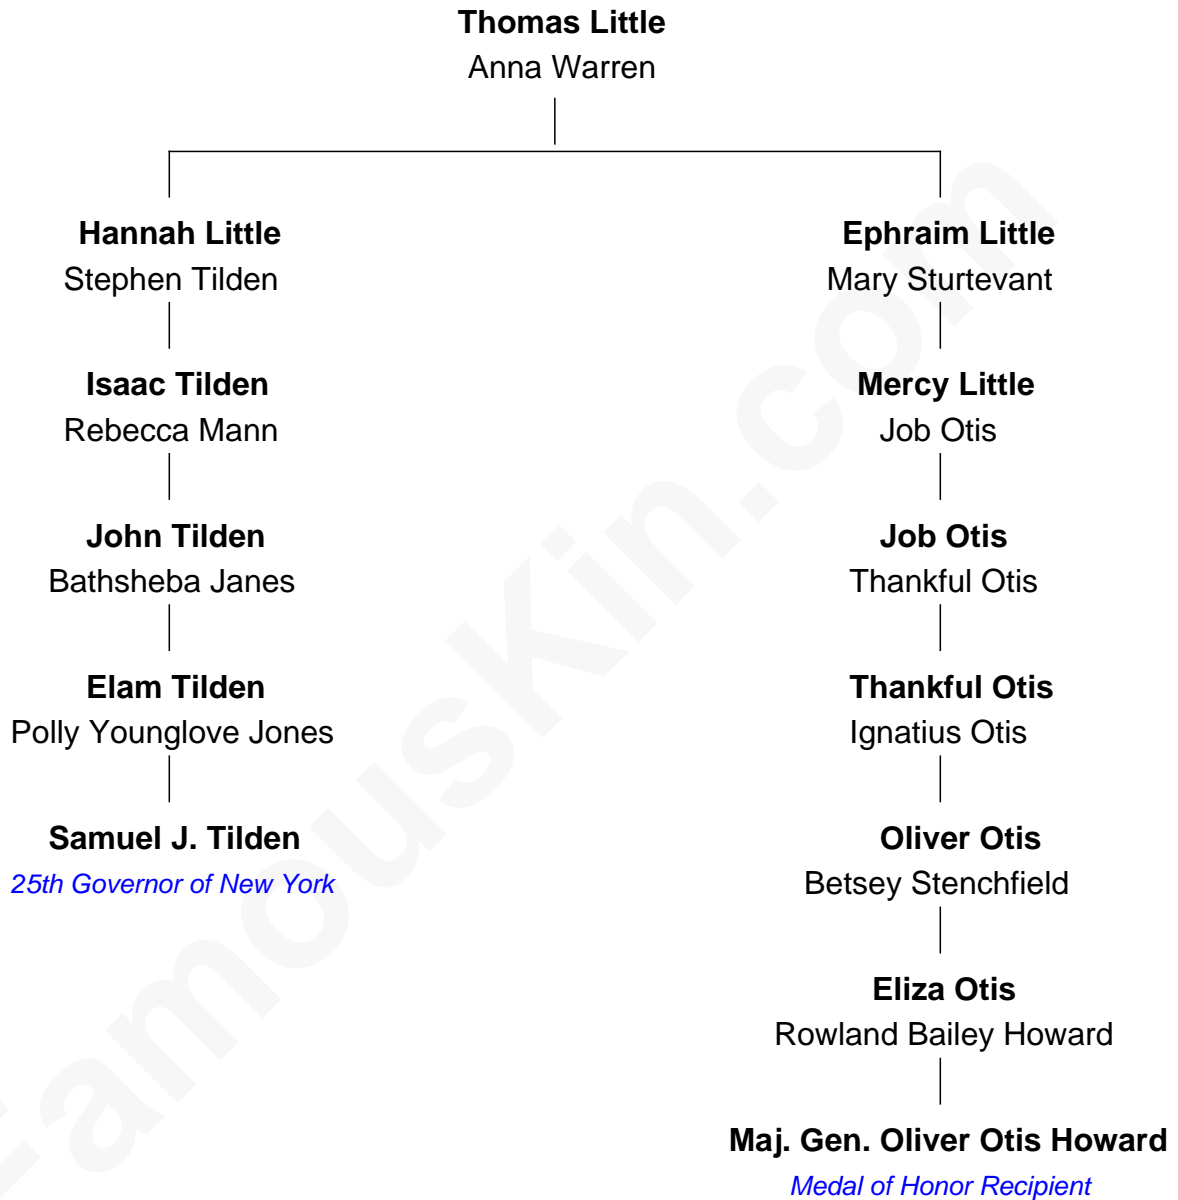 Thomas Little
Anna Warren
Hannah Little
Stephen Tilden
Isaac Tilden
Rebecca Mann
John Tilden
Bathsheba Janes
Elam Tilden
Polly Younglove Jones
Samuel J. Tilden
25th Governor of New York
Ephraim Little
Mary Sturtevant
Mercy Little
Job Otis
Job Otis
Thankful Otis
Thankful Otis
Ignatius Otis
Oliver Otis
Betsey Stenchfield
Eliza Otis
Rowland Bailey Howard
Maj. Gen. Oliver Otis Howard
Medal of Honor Recipient
FamousKin.com